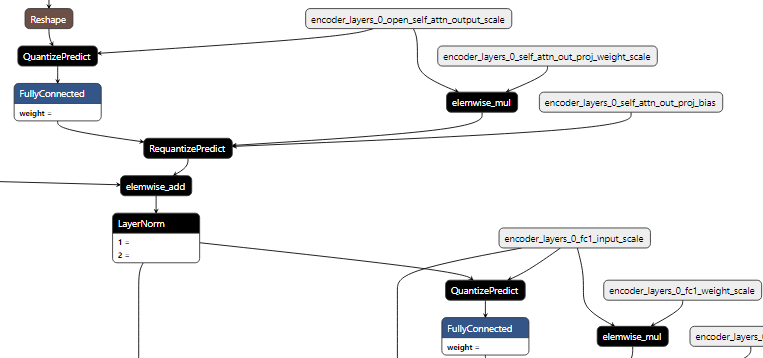 encoder_layers_0_open_self_attn_output_scale
Reshape
QuantizePredict
encoder_layers_0_self_attn_out_proj_weight_scale
FullyConnected
weight =
elemwise_mul
encoder_layers_0_self_attn_out_proj_bias
RequantizePredict
elemwise_add
LayerNorm
1 =
2 =
encoder_layers_0_fc1_input_scale
QuantizePredict
encoder_layers_0_fc1_weight_scale
FullyConnected
weight =
elemwise_mul
encoder_layers_0